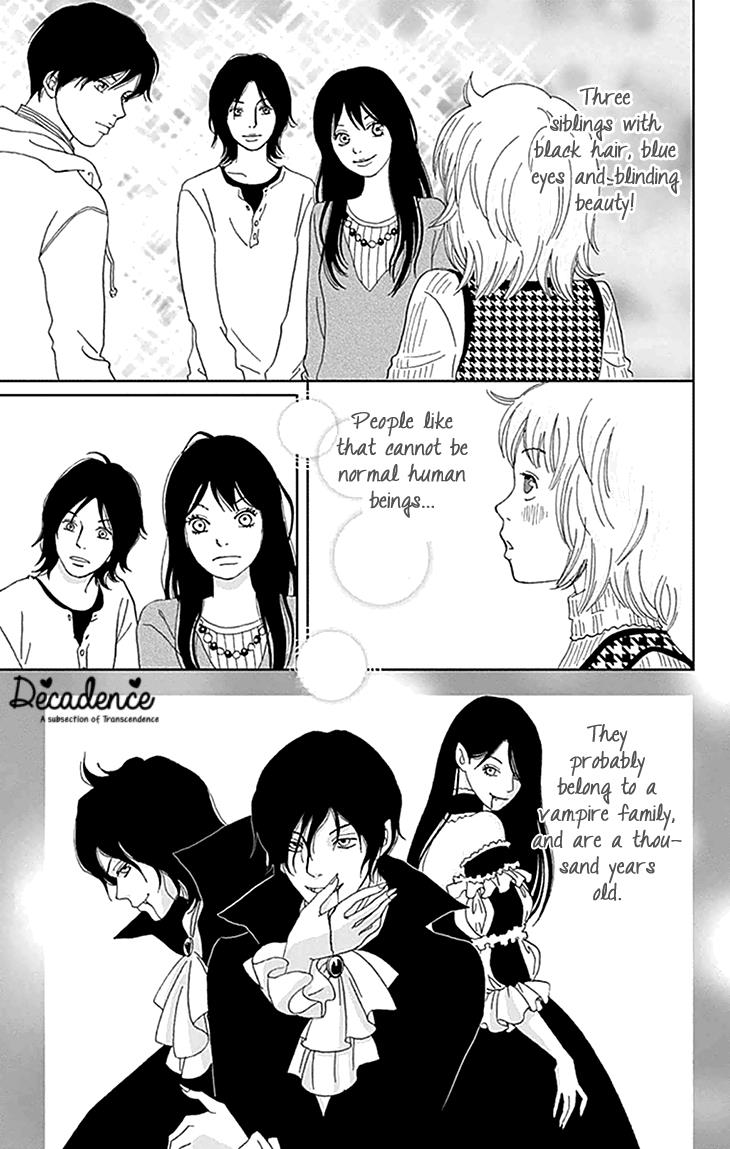 Three
siblings with
black hair, blue
eyes and blinding
beauty!
People like
that cannot be
normal human
beings...
Decadence
A subsection of Transcendence
They
probably
belong to a
vampire family,
and are a thou-
sand years
old.